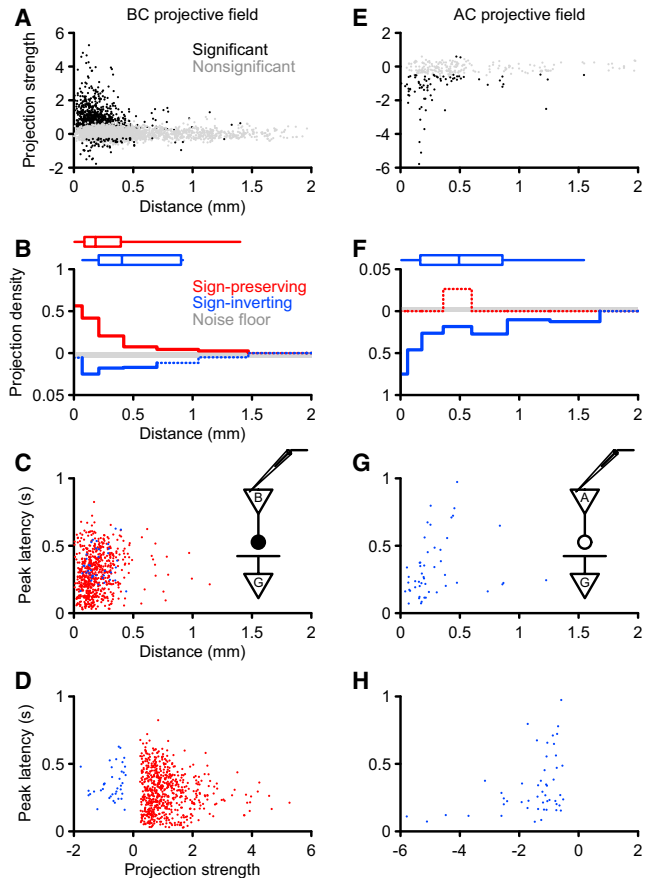 A
BC projective field
Projection strength
6
4
2
0
-2
Significant
Nonsignificant
0
0.5
1
1.5
2
Distance (mm)
E
AC projective field
2
0
-2
-4
-6
0
0.5
1
1.5
2
B
Projection density
1
0.5
0
0.05
Sign-preserving
Sign-inverting
Noise floor
0
0.5
1
1.5
2
Distance (mm)
F
0.05
0
0.5
1
0
0.5
1
1.5
2
C
Peak latency (s)
1
0.5
0
B
G
0
0.5
1
1.5
2
Distance (mm)
G
1
0.5
0
A
G
0
0.5
1
1.5
2
D
Peak latency (s)
1
0.5
0
-2
0
2
4
6
Projection strength
H
1
0.5
0
-6
-4
-2
0
2